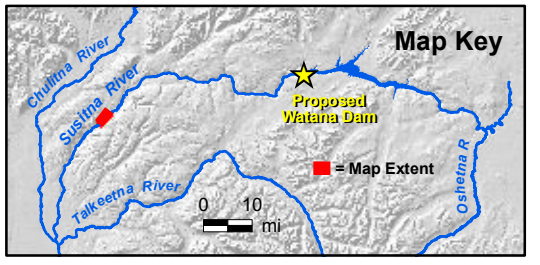 Map Key
Chulitna River
Susitna River
Proposed
Watana Dam
= Map Extent
Talkeetna River
0 10
mi
Oshetna R